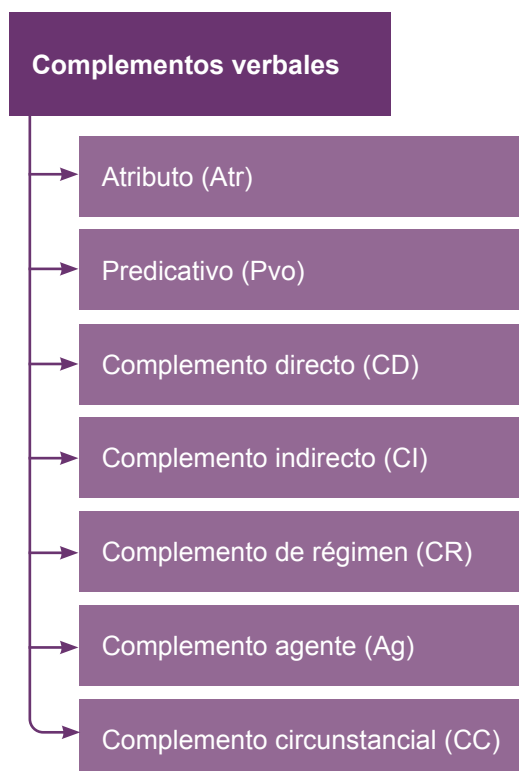 Complementos verbales
Atributo (Atr)
Predicativo (Pvo)
Complemento directo (CD)
Complemento indirecto (CI)
Complemento de régimen (CR)
Complemento agente (Ag)
Complemento circunstancial (CC)